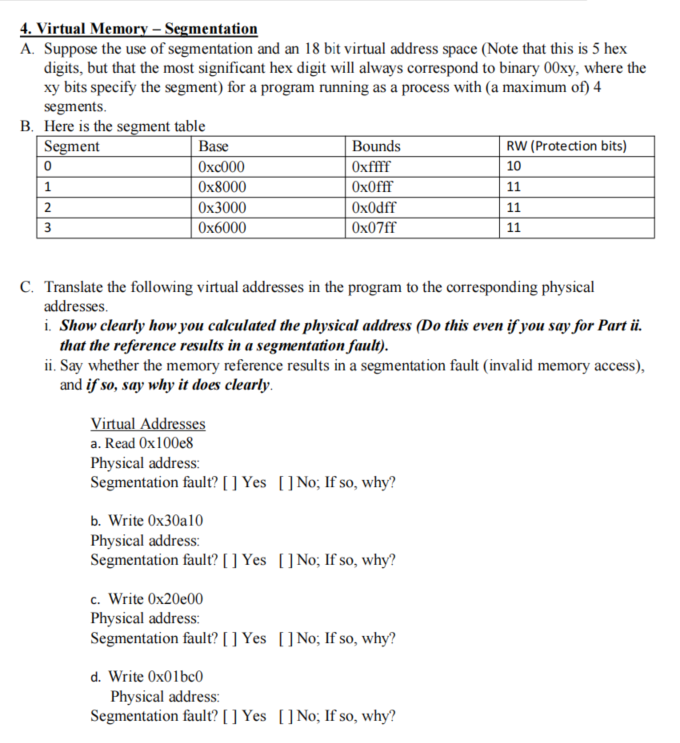 4. Virtual Memory – Segmentation
A. Suppose the use of segmentation and an 18 bit virtual address space (Note that this is 5 hex
digits, but that the most significant hex digit will always correspond to binary 00xy, where the
xy bits specify the segment) for a program running as a process with (a maximum of) 4
segments.
B. Here is the segment table
Segment Base Bounds RW (Protection bits)
0 0xc000 0xffff 10
1 0x8000 0x0fff 11
2 0x3000 0x0dff 11
3 0x6000 0x07ff 11
C. Translate the following virtual addresses in the program to the corresponding physical
addresses.
i. Show clearly how you calculated the physical address (Do this even if you say for Part ii.
that the reference results in a segmentation fault).
ii. Say whether the memory reference results in a segmentation fault (invalid memory access),
and if so, say why it does clearly.
Virtual Addresses
a. Read 0x100e8
Physical address:
Segmentation fault? [ ] Yes [ ] No; If so, why?
b. Write 0x30a10
Physical address:
Segmentation fault? [ ] Yes [ ] No; If so, why?
c. Write 0x20e00
Physical address:
Segmentation fault? [ ] Yes [ ] No; If so, why?
d. Write 0x01bc0
Physical address:
Segmentation fault? [ ] Yes [ ] No; If so, why?